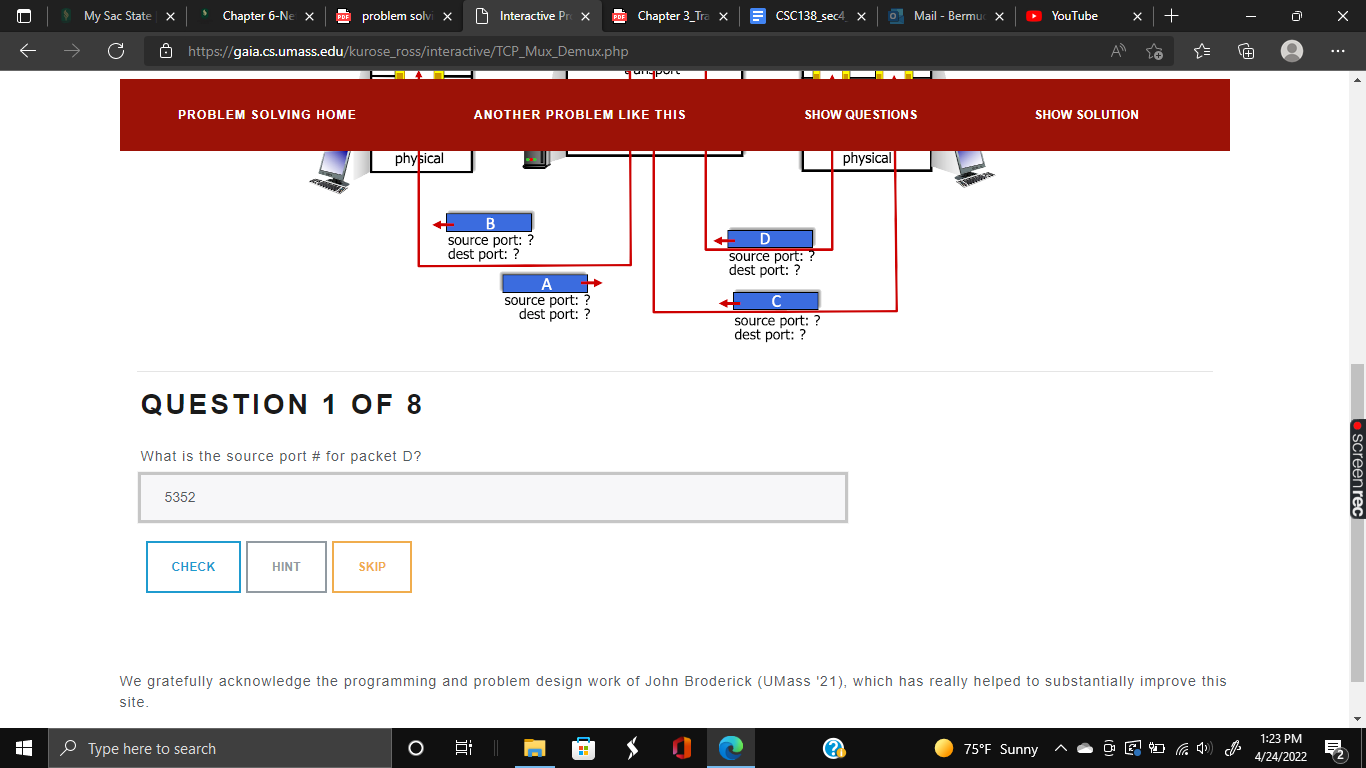 My Sac State
Chapter 6-Ne
problem solvi
Interactive Pr
Chapter 3_Tra
CSC138_sec4_
Mail - Bermu
YouTube
https://gaia.cs.umass.edu/kurose_ross/interactive/TCP_Mux_Demux.php
transport
PROBLEM SOLVING HOME
ANOTHER PROBLEM LIKE THIS
SHOW QUESTIONS
SHOW SOLUTION
physical
physical
B
source port: ?
dest port: ?
D
source port: ?
dest port: ?
A
source port: ?
dest port: ?
C
source port: ?
dest port: ?
QUESTION 1 OF 8
What is the source port # for packet D?
5352
CHECK
HINT
SKIP
screenrec
We gratefully acknowledge the programming and problem design work of John Broderick (UMass '21), which has really helped to substantially improve this
site.
Type here to search
75°F Sunny
1:23 PM
4/24/2022
2